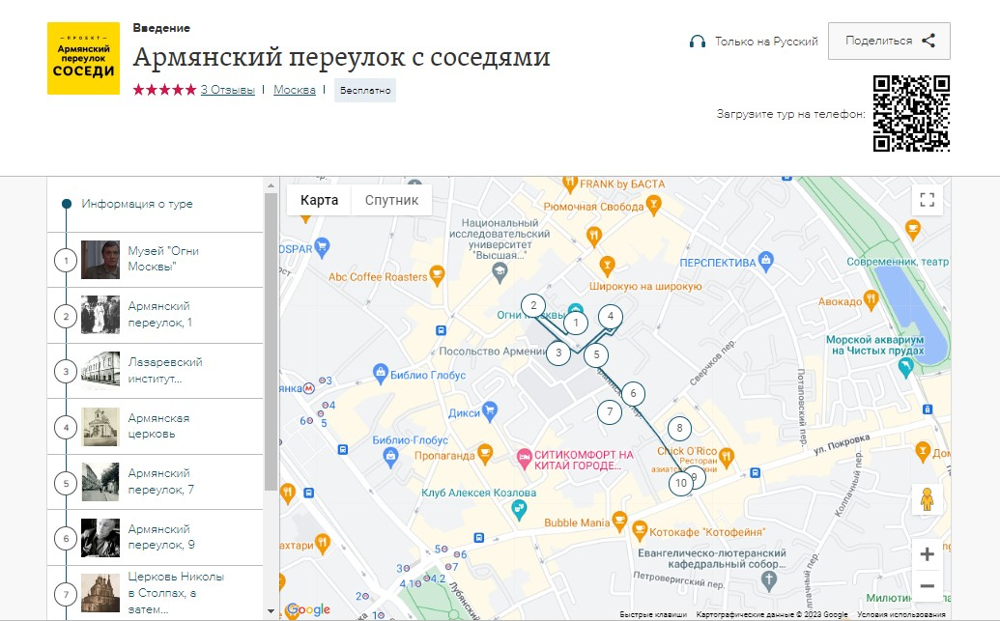 – ПРОЕКТ –
Армянский
переулок
СОСЕДИ
Введение
Армянский переулок с соседями
3 Отзывы | Москва | Бесплатно
Только на Русский
Поделиться
Загрузите тур на телефон:
Информация о туре
1
Музей "Огни
Москвы"
2
Армянский
переулок, 1
3
Лазаревский
институт...
4
Армянская
церковь
5
Армянский
переулок, 7
6
Армянский
переулок, 9
7
Церковь Николы
в Столпах, а
затем...
Карта
Спутник
FRANK by БАСТА
Рюмочная Свобода
Национальный
исследовательский
университет
"Высшая...
OSPAR
Abc Coffee Roasters
ПЕРСПЕКТИВА
Современник, театр
Широкую на широкую
Авокадо
2
1
4
3
5
6
7
8
9
10
Посольство Армении
Морской аквариум
на Чистых прудах
Сверчков пер.
Потаповский пер.
Библио Глобус
янка
Дикси
Библио-Глобус
Пропаганда
СИТИКОМФОРТ НА
КИТАЙ ГОРОДЕ...
Chick O'Rico
Ресторан
ул. Покровка
Клуб Алексея Козлова
Bubble Mania
Котокафе "Котофейня"
Колпачный пер.
Евангелическо-лютеранский
кафедральный собор...
Петроверигский пер.
ахтари
Лубянский
Милютин
Google
Быстрые клавиши
Картографические данные © 2023 Google
Условия использования